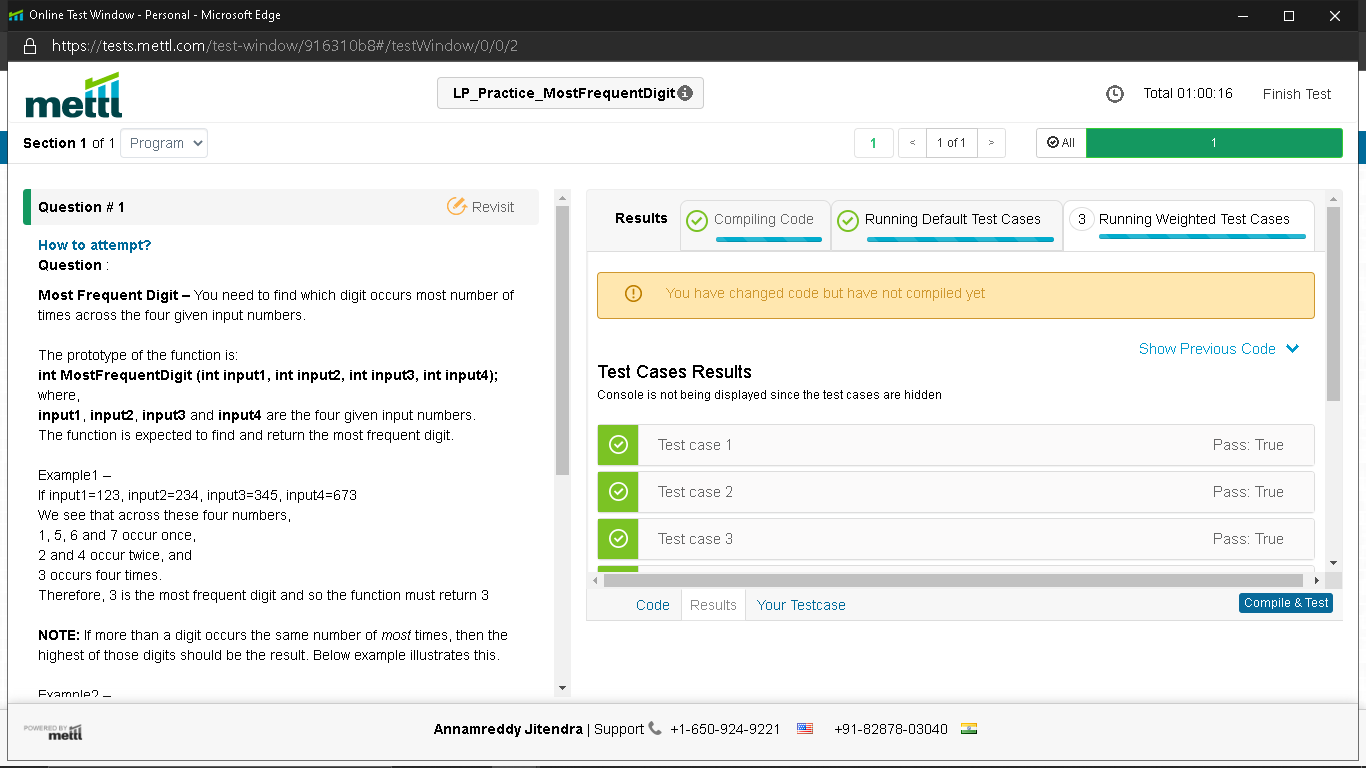 Online Test Window - Personal - Microsoft Edge
https://tests.mettl.com/test-window/916310b8#/testWindow/0/0/2
mettl
LP_Practice_MostFrequentDigit
Total 01:00:16
Finish Test
Section 1 of 1
Program
1
<
1 of 1
>
All
1
Question # 1
Revisit
How to attempt?
Question :
Most Frequent Digit – You need to find which digit occurs most number of
times across the four given input numbers.
The prototype of the function is:
int MostFrequentDigit (int input1, int input2, int input3, int input4);
where,
input1, input2, input3 and input4 are the four given input numbers.
The function is expected to find and return the most frequent digit.
Example1 –
If input1=123, input2=234, input3=345, input4=673
We see that across these four numbers,
1, 5, 6 and 7 occur once,
2 and 4 occur twice, and
3 occurs four times.
Therefore, 3 is the most frequent digit and so the function must return 3
NOTE: If more than a digit occurs the same number of most times, then the
highest of those digits should be the result. Below example illustrates this.
Example2 –
Results
Compiling Code
Running Default Test Cases
3 Running Weighted Test Cases
You have changed code but have not compiled yet
Show Previous Code
Test Cases Results
Console is not being displayed since the test cases are hidden
Test case 1 Pass: True
Test case 2 Pass: True
Test case 3 Pass: True
Code
Results
Your Testcase
Compile & Test
POWERED BY
mettl
Annamreddy Jitendra | Support +1-650-924-9221 +91-82878-03040